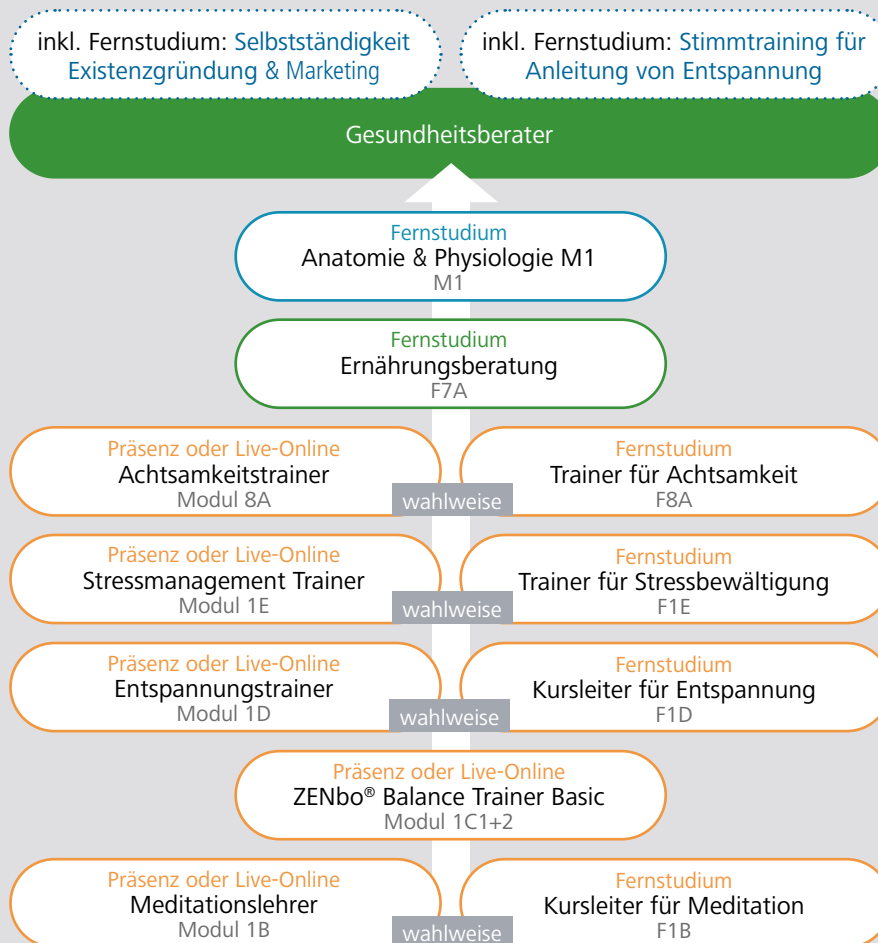 inkl. Fernstudium: Selbstständigkeit
Existenzgründung & Marketing
inkl. Fernstudium: Stimmtraining für
Anleitung von Entspannung
Gesundheitsberater
Fernstudium
Anatomie & Physiologie M1
M1
Fernstudium
Ernährungsberatung
F7A
Präsenz oder Live-Online
Achtsamkeitstrainer
Modul 8A
wahlweise
Fernstudium
Trainer für Achtsamkeit
F8A
Präsenz oder Live-Online
Stressmanagement Trainer
Modul 1E
wahlweise
Fernstudium
Trainer für Stressbewältigung
F1E
Präsenz oder Live-Online
Entspannungstrainer
Modul 1D
wahlweise
Fernstudium
Kursleiter für Entspannung
F1D
Präsenz oder Live-Online
ZENbo® Balance Trainer Basic
Modul 1C1+2
Präsenz oder Live-Online
Meditationslehrer
Modul 1B
wahlweise
Fernstudium
Kursleiter für Meditation
F1B